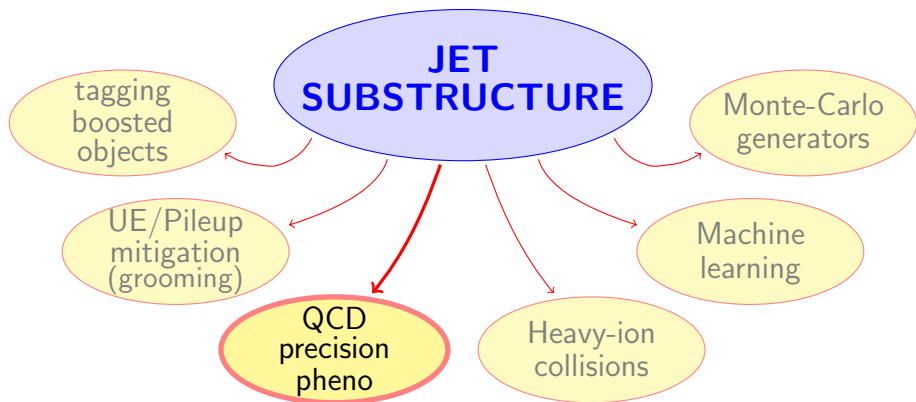 JET
SUBSTRUCTURE
tagging
boosted
objects
Monte-Carlo
generators
UE/Pileup
mitigation
(grooming)
Machine
learning
QCD
precision
pheno
Heavy-ion
collisions